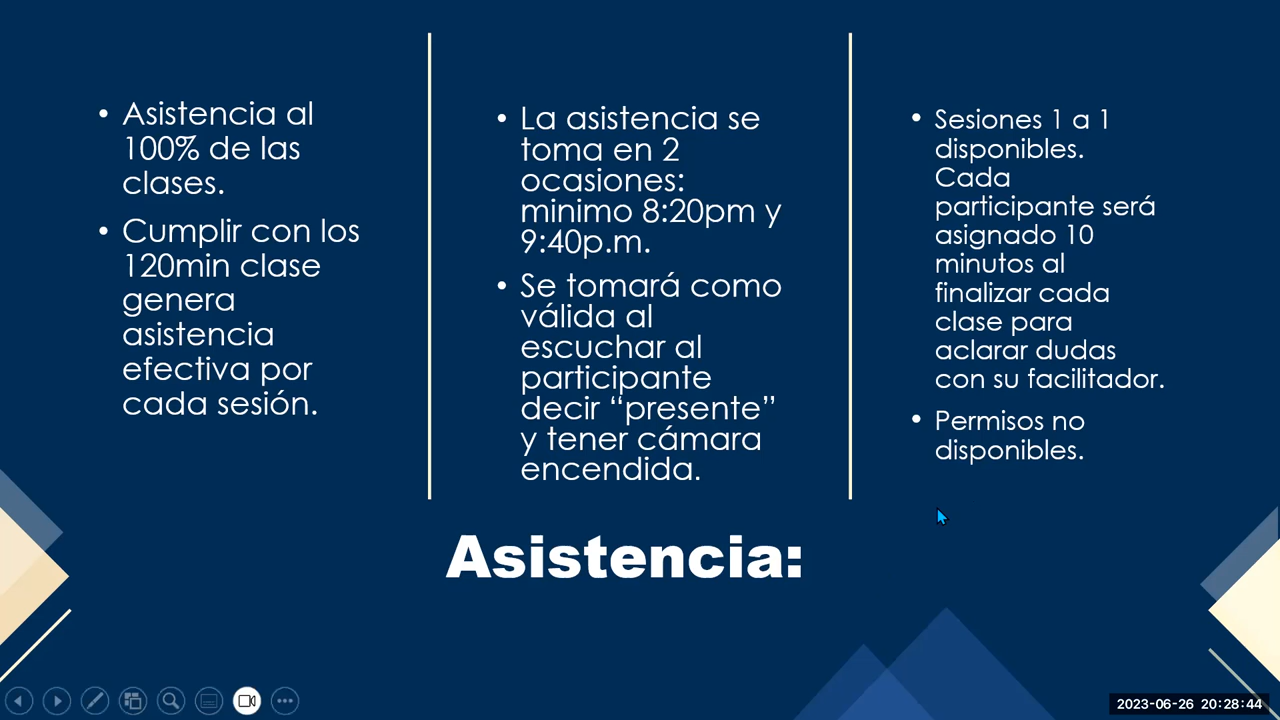 • Asistencia al
100% de las
clases.
• Cumplir con los
120min clase
genera
asistencia
efectiva por
cada sesión.
• La asistencia se
toma en 2
ocasiones:
minimo 8:20pm y
9:40p.m.
• Se tomará como
válida al
escuchar al
participante
decir “presente”
y tener cámara
encendida.
• Sesiones 1 a 1
disponibles.
Cada
participante será
asignado 10
minutos al
finalizar cada
clase para
aclarar dudas
con su facilitador.
• Permisos no
disponibles.
Asistencia:
2023-06-26 20:28:44